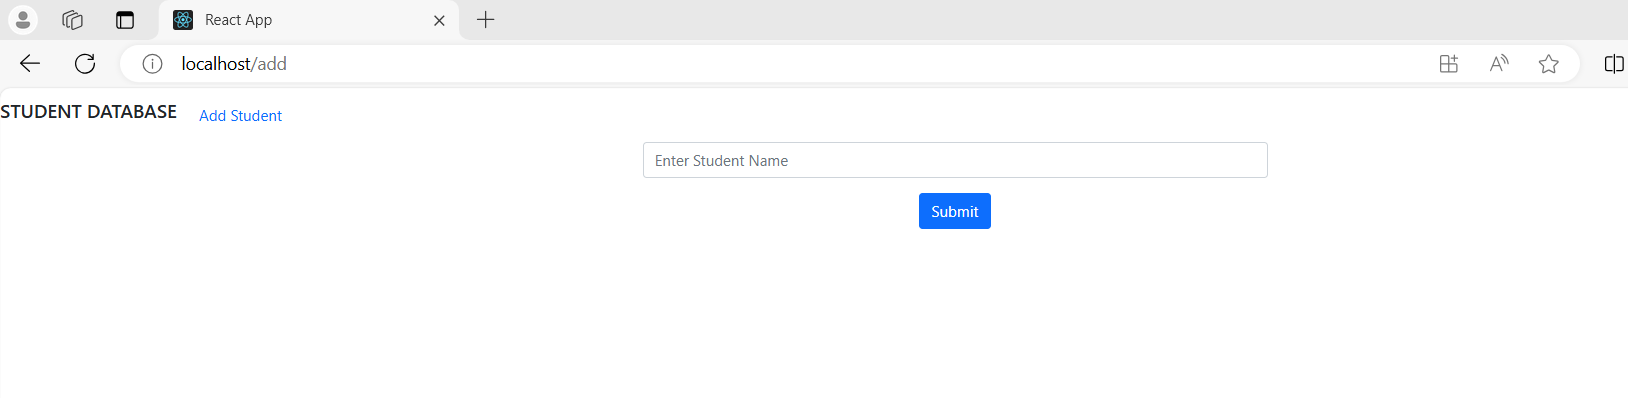 React App
localhost/add
STUDENT DATABASE Add Student
Enter Student Name
Submit